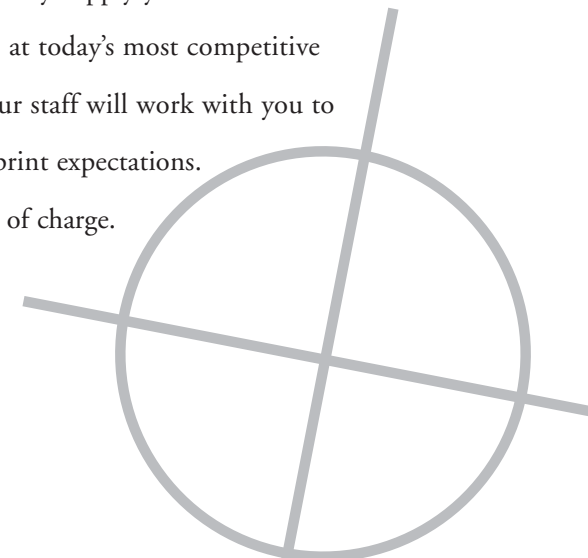 at today’s most competitive
ur staff will work with you to
print expectations.
of charge.